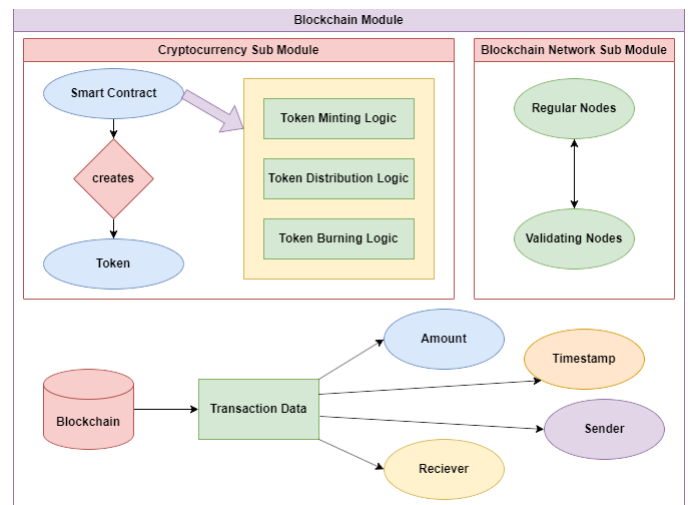 Blockchain Module
Cryptocurrency Sub Module
Blockchain Network Sub Module
Smart Contract
creates
Token
Token Minting Logic
Token Distribution Logic
Token Burning Logic
Regular Nodes
Validating Nodes
Blockchain
Transaction Data
Amount
Timestamp
Sender
Reciever